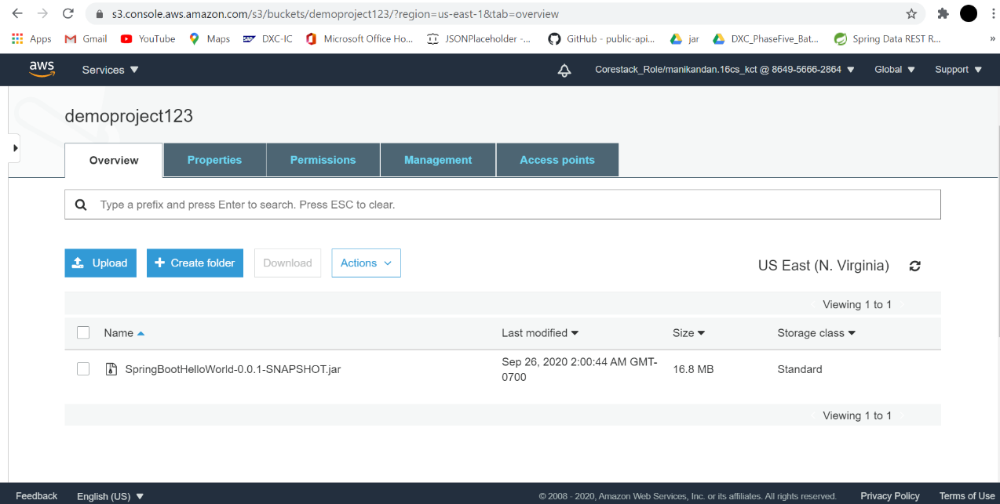 s3.console.aws.amazon.com/s3/buckets/demoproject123/?region=us-east-1&tab=overview
Apps Gmail YouTube Maps SAP DXC-IC Microsoft Office Ho... JSONPlaceholder -... GitHub - public-api... jar DXC_PhaseFive_Bat... Spring Data REST R... »
aws Services Corestack_Role/manikandan.16cs_kct @ 8649-5666-2864 Global Support
demoproject123
Overview Properties Permissions Management Access points
Type a prefix and press Enter to search. Press ESC to clear.
Upload + Create folder Download Actions US East (N. Virginia)
Viewing 1 to 1
Name Last modified Size Storage class
SpringBootHelloWorld-0.0.1-SNAPSHOT.jar Sep 26, 2020 2:00:44 AM GMT-0700 16.8 MB Standard
Viewing 1 to 1
Feedback English (US) © 2008 - 2020, Amazon Web Services, Inc. or its affiliates. All rights reserved. Privacy Policy Terms of Use